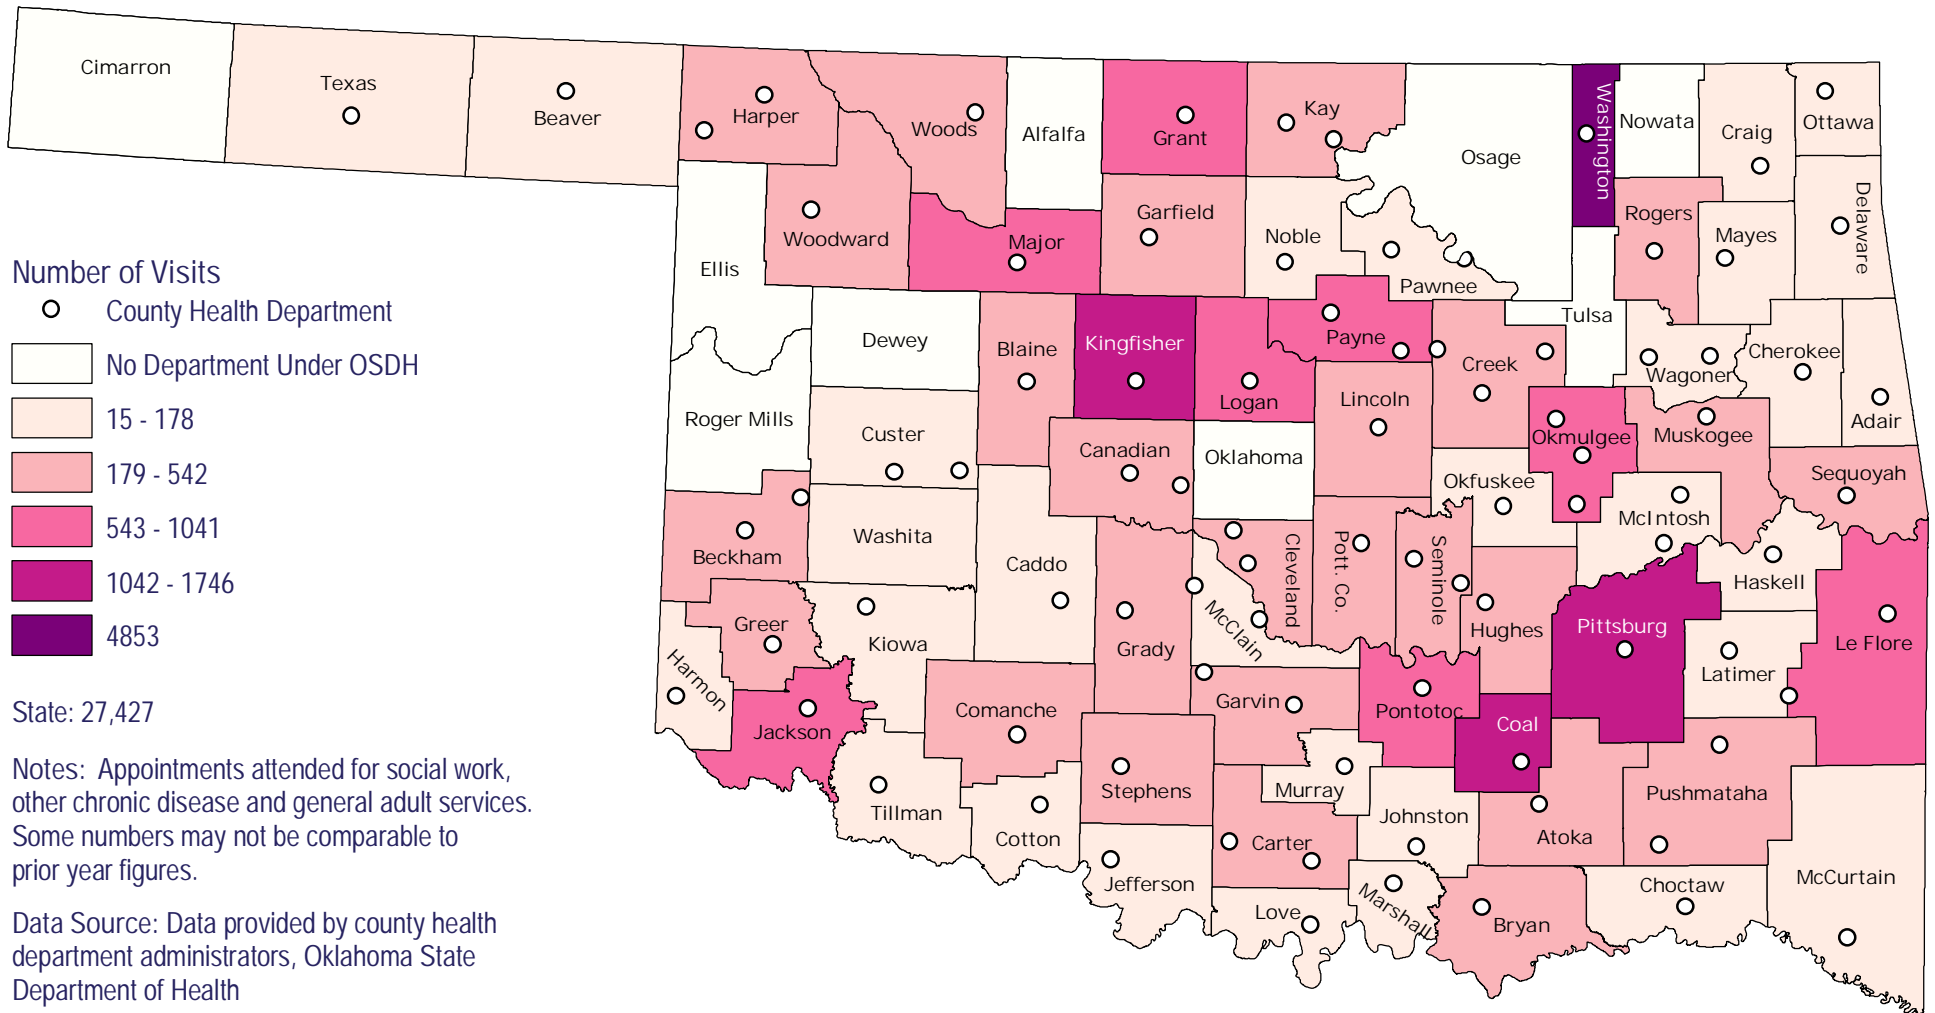 Cimarron
Texas
Beaver
Harper
Woods
Alfalfa
Grant
Kay
Osage
Washington
Nowata
Craig
Ottawa
Delaware
Ellis
Woodward
Major
Garfield
Noble
Pawnee
Rogers
Mayes
Tulsa
Roger Mills
Dewey
Blaine
Kingfisher
Logan
Payne
Creek
Wagoner
Cherokee
Adair
Custer
Canadian
Oklahoma
Lincoln
Okmulgee
Muskogee
Sequoyah
Okfuskee
McIntosh
Beckham
Washita
Caddo
Grady
McClain
Cleveland
Pott. Co.
Seminole
Hughes
Pittsburg
Haskell
Latimer
Le Flore
Greer
Harmon
Kiowa
Jackson
Comanche
Garvin
Pontotoc
Coal
Tillman
Cotton
Stephens
Murray
Carter
Johnston
Atoka
Pushmataha
Jefferson
Love
Marshall
Bryan
Choctaw
McCurtain
Number of Visits
County Health Department
No Department Under OSDH
15 - 178
179 - 542
543 - 1041
1042 - 1746
4853
State: 27,427
Notes: Appointments attended for social work,
other chronic disease and general adult services.
Some numbers may not be comparable to
prior year figures.
Data Source: Data provided by county health
department administrators, Oklahoma State
Department of Health